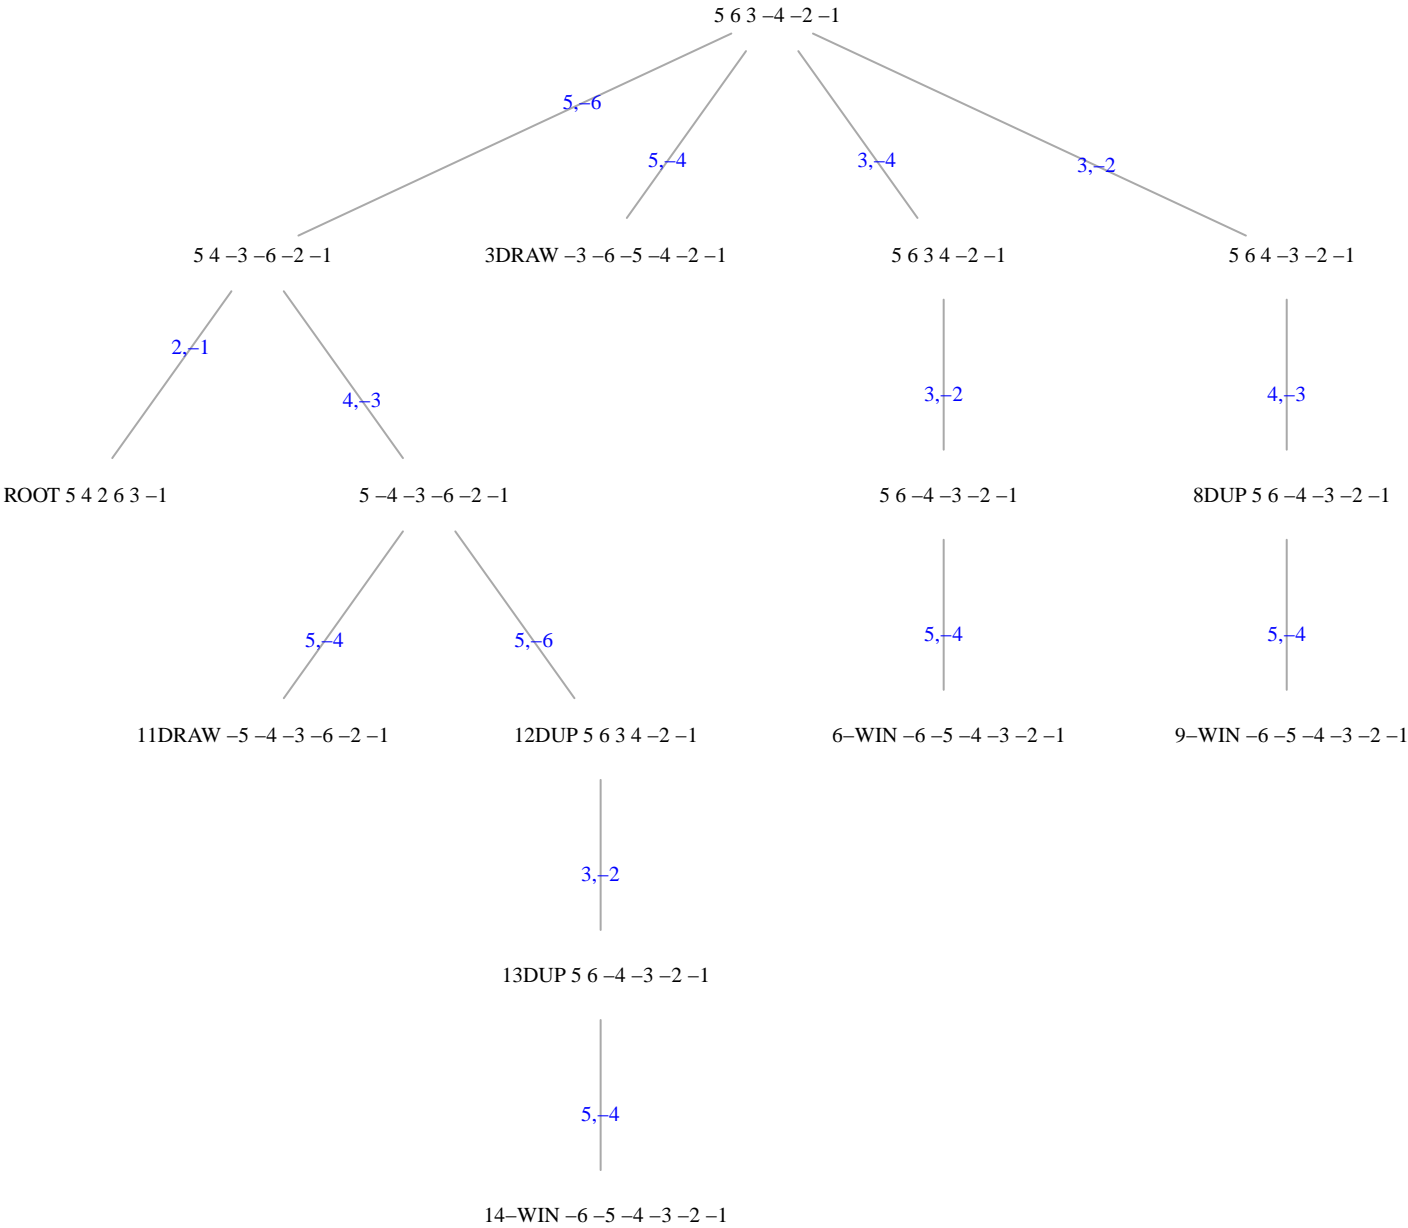 5 6 3 –4 –2 –1
5,–6
5,–4
3,–4
3,–2
5 4 –3 –6 –2 –1
3DRAW –3 –6 –5 –4 –2 –1
5 6 3 4 –2 –1
5 6 4 –3 –2 –1
2,–1
4,–3
3,–2
4,–3
ROOT 5 4 2 6 3 –1
5 –4 –3 –6 –2 –1
5 6 –4 –3 –2 –1
8DUP 5 6 –4 –3 –2 –1
5,–4
5,–6
5,–4
5,–4
11DRAW –5 –4 –3 –6 –2 –1
12DUP 5 6 3 4 –2 –1
6–WIN –6 –5 –4 –3 –2 –1
9–WIN –6 –5 –4 –3 –2 –1
3,–2
13DUP 5 6 –4 –3 –2 –1
5,–4
14–WIN –6 –5 –4 –3 –2 –1